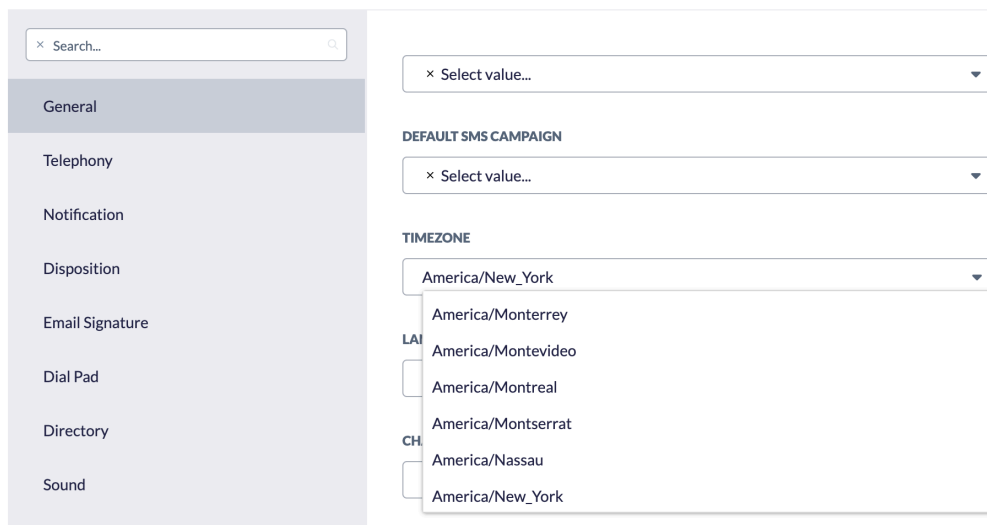 × Search...
General
Telephony
Notification
Disposition
Email Signature
Dial Pad
Directory
Sound
× Select value...
DEFAULT SMS CAMPAIGN
× Select value...
TIMEZONE
America/New_York
America/Monterrey
America/Montevideo
America/Montreal
America/Montserrat
America/Nassau
America/New_York